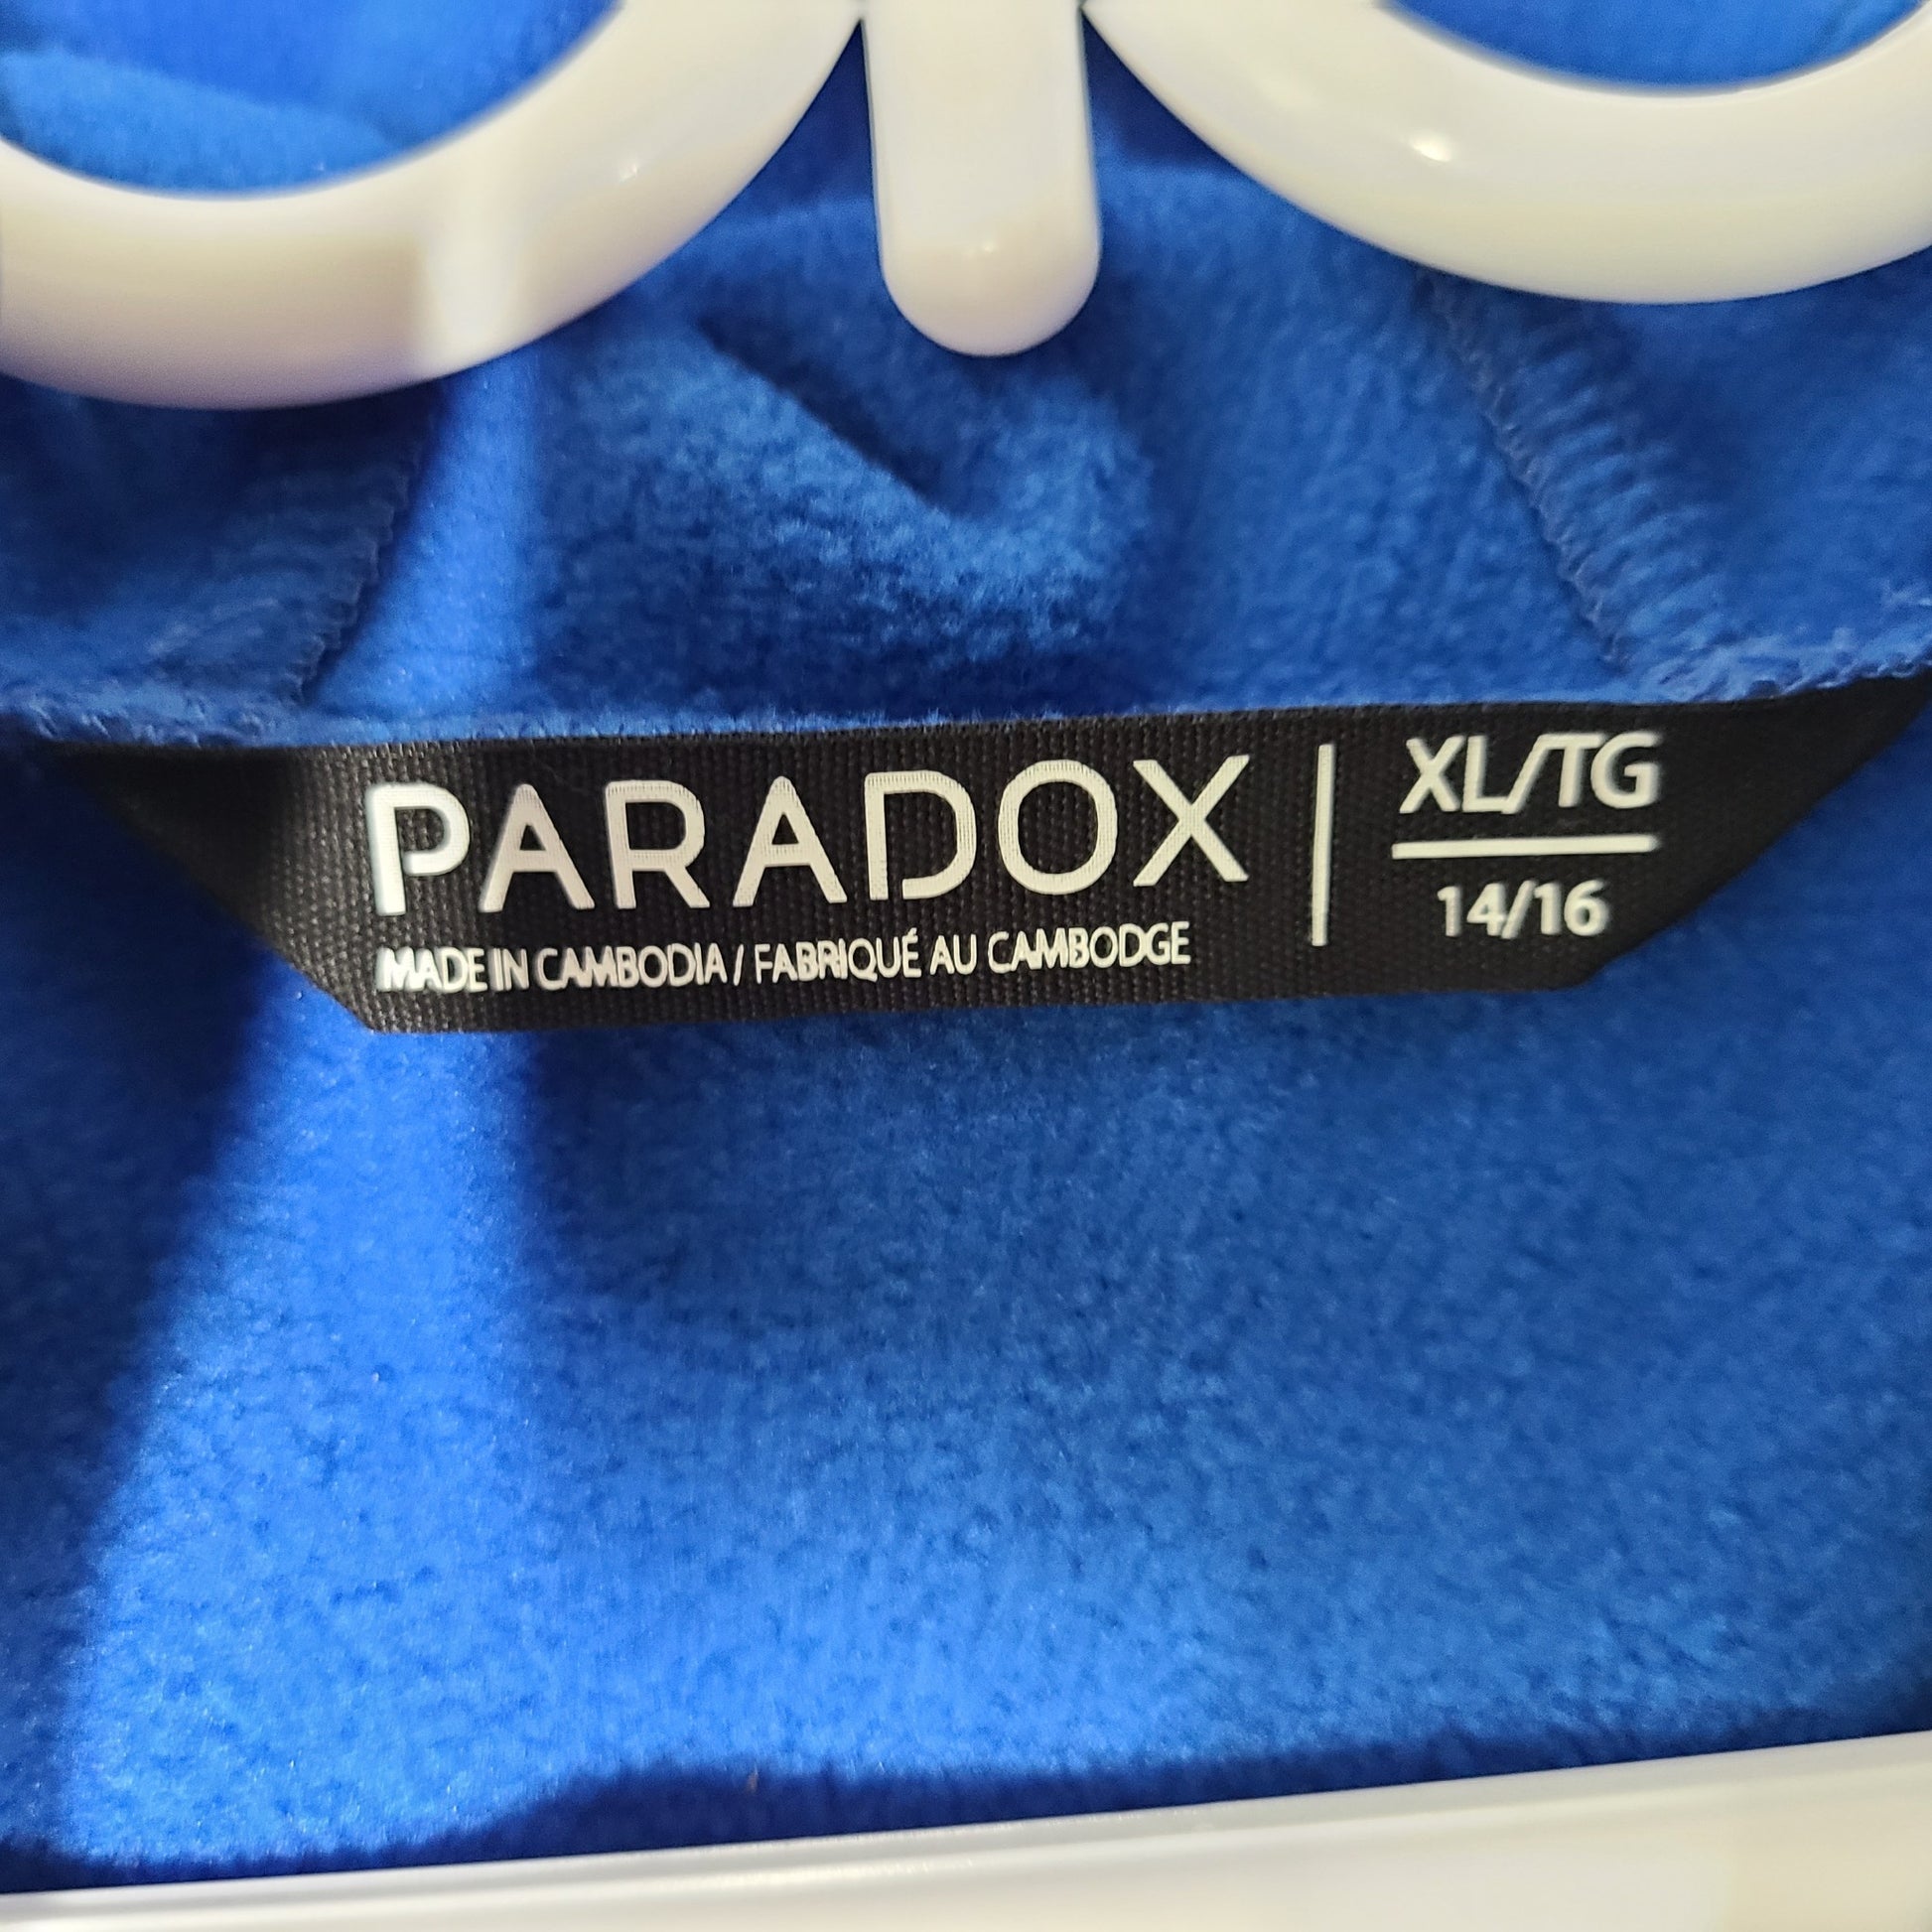 PARADOX
MADE IN CAMBODIA / FABRIQUÉ AU CAMBODGE
XL/TG
14/16